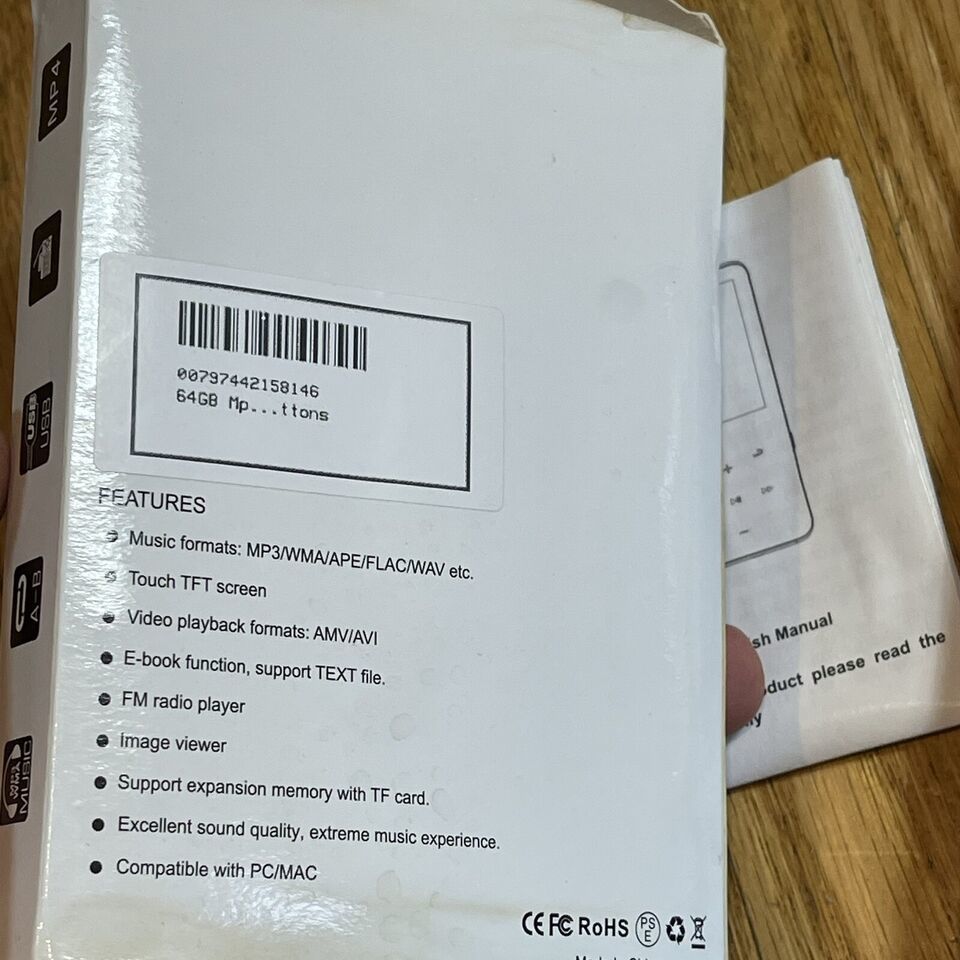 MP4
USB
USB
A-B
MP3
WMA
MUSIC
00797442158146
64GB Mp...ttons
FEATURES
Music formats: MP3/WMA/APE/FLAC/WAV etc.
Touch TFT screen
Video playback formats: AMV/AVI
E-book function, support TEXT file.
FM radio player
Image viewer
Support expansion memory with TF card.
Excellent sound quality, extreme music experience.
Compatible with PC/MAC
CE FC RoHS PS
E
sh Manual
duct please read the